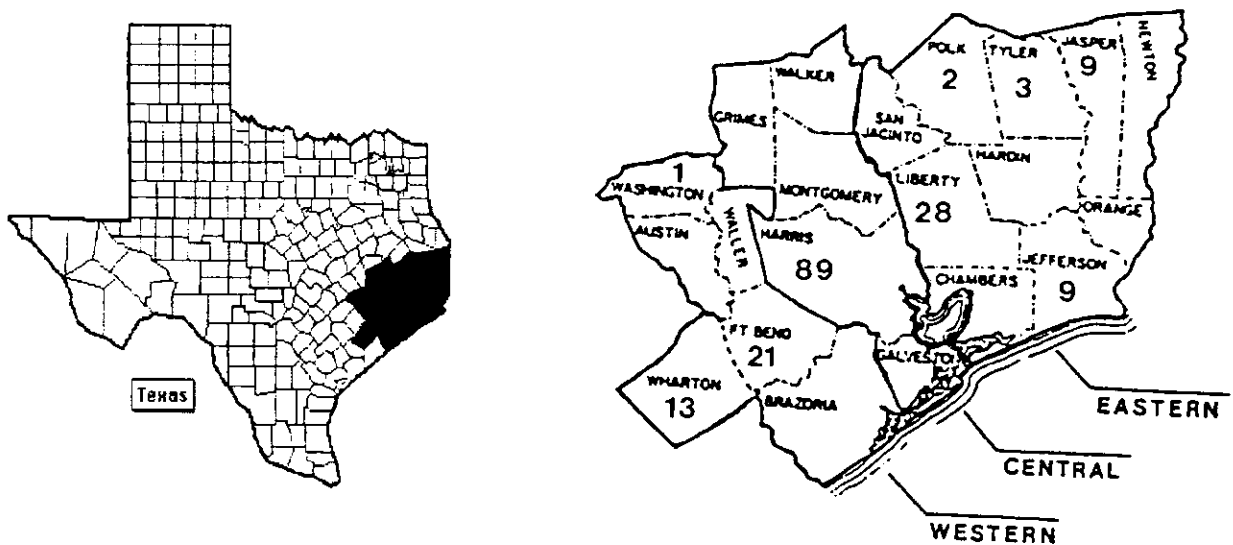 Texas
POLK
2
TYLER
3
JASPER
9
NEWTON
WALKER
GRIMES
SAN
JACINTO
HARDIN
1
WASHINGTON
MONTGOMERY
LIBERTY
28
ORANGE
AUSTIN
WALLER
HARRIS
89
JEFFERSON
9
CHAMBERS
FT BEND
21
GALVESTON
WHARTON
13
BRAZORIA
EASTERN
CENTRAL
WESTERN